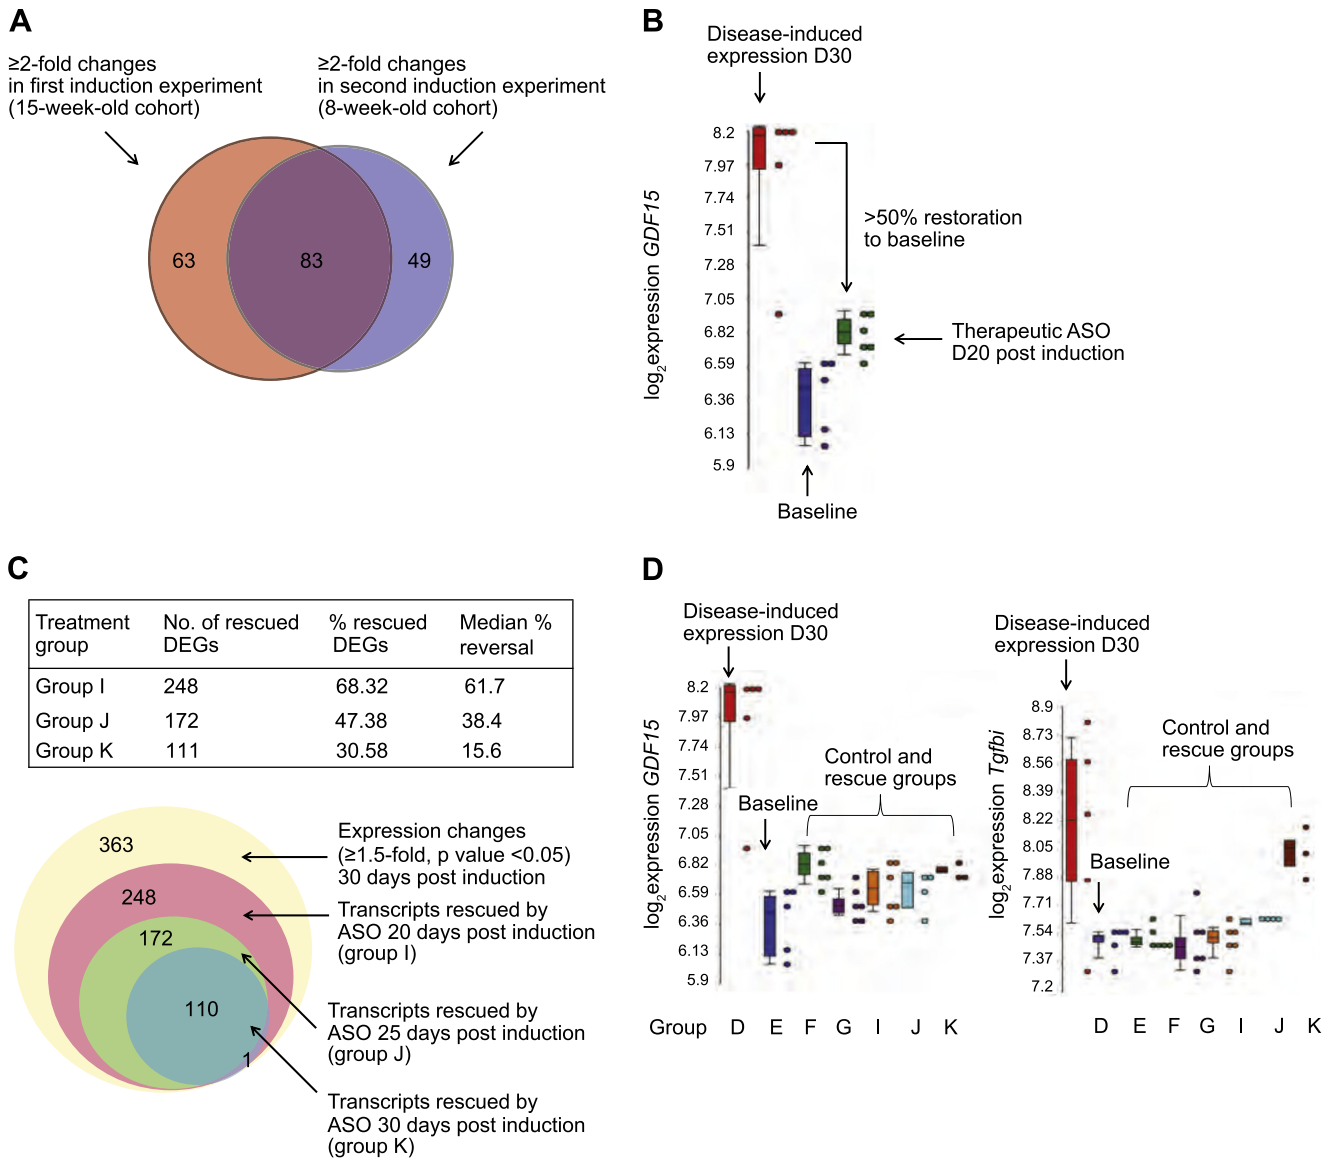 A
≥2-fold changes
in first induction experiment
(15-week-old cohort)
≥2-fold changes
in second induction experiment
(8-week-old cohort)
63
83
49
B
Disease-induced
expression D30
log2expression GDF15
8.2
7.97
7.74
7.51
7.28
7.05
6.82
6.59
6.36
6.13
5.9
>50% restoration
to baseline
Therapeutic ASO
D20 post induction
Baseline
C
Treatment group No. of rescued DEGs % rescued DEGs Median % reversal
Group I 248 68.32 61.7
Group J 172 47.38 38.4
Group K 111 30.58 15.6
363
248
172
110
1
Expression changes
(≥1.5-fold, p value <0.05)
30 days post induction
Transcripts rescued by
ASO 20 days post induction
(group I)
Transcripts rescued by
ASO 25 days post induction
(group J)
Transcripts rescued by
ASO 30 days post induction
(group K)
D
Disease-induced
expression D30
log2expression GDF15
8.2
7.97
7.74
7.51
7.28
7.05
6.82
6.59
6.36
6.13
5.9
Baseline
Control and
rescue groups
Group D E F G I J K
Disease-induced
expression D30
log2expression Tgfbi
8.9
8.73
8.56
8.39
8.22
8.05
7.88
7.71
7.54
7.37
7.2
Baseline
Control and
rescue groups
D E F G I J K